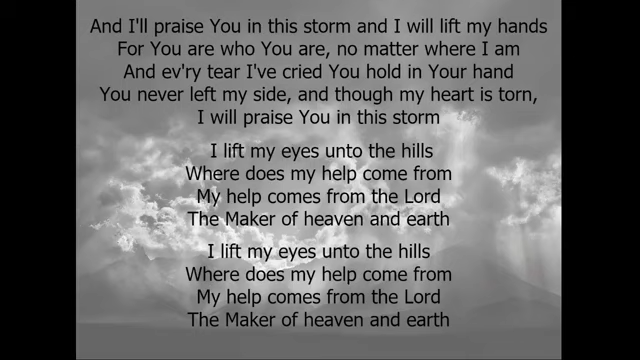 And I'll praise You in this storm and I will lift my hands
For You are who You are, no matter where I am
And ev'ry tear I've cried You hold in Your hand
You never left my side, and though my heart is torn,
I will praise You in this storm
I lift my eyes unto the hills
Where does my help come from
My help comes from the Lord
The Maker of heaven and earth
I lift my eyes unto the hills
Where does my help come from
My help comes from the Lord
The Maker of heaven and earth